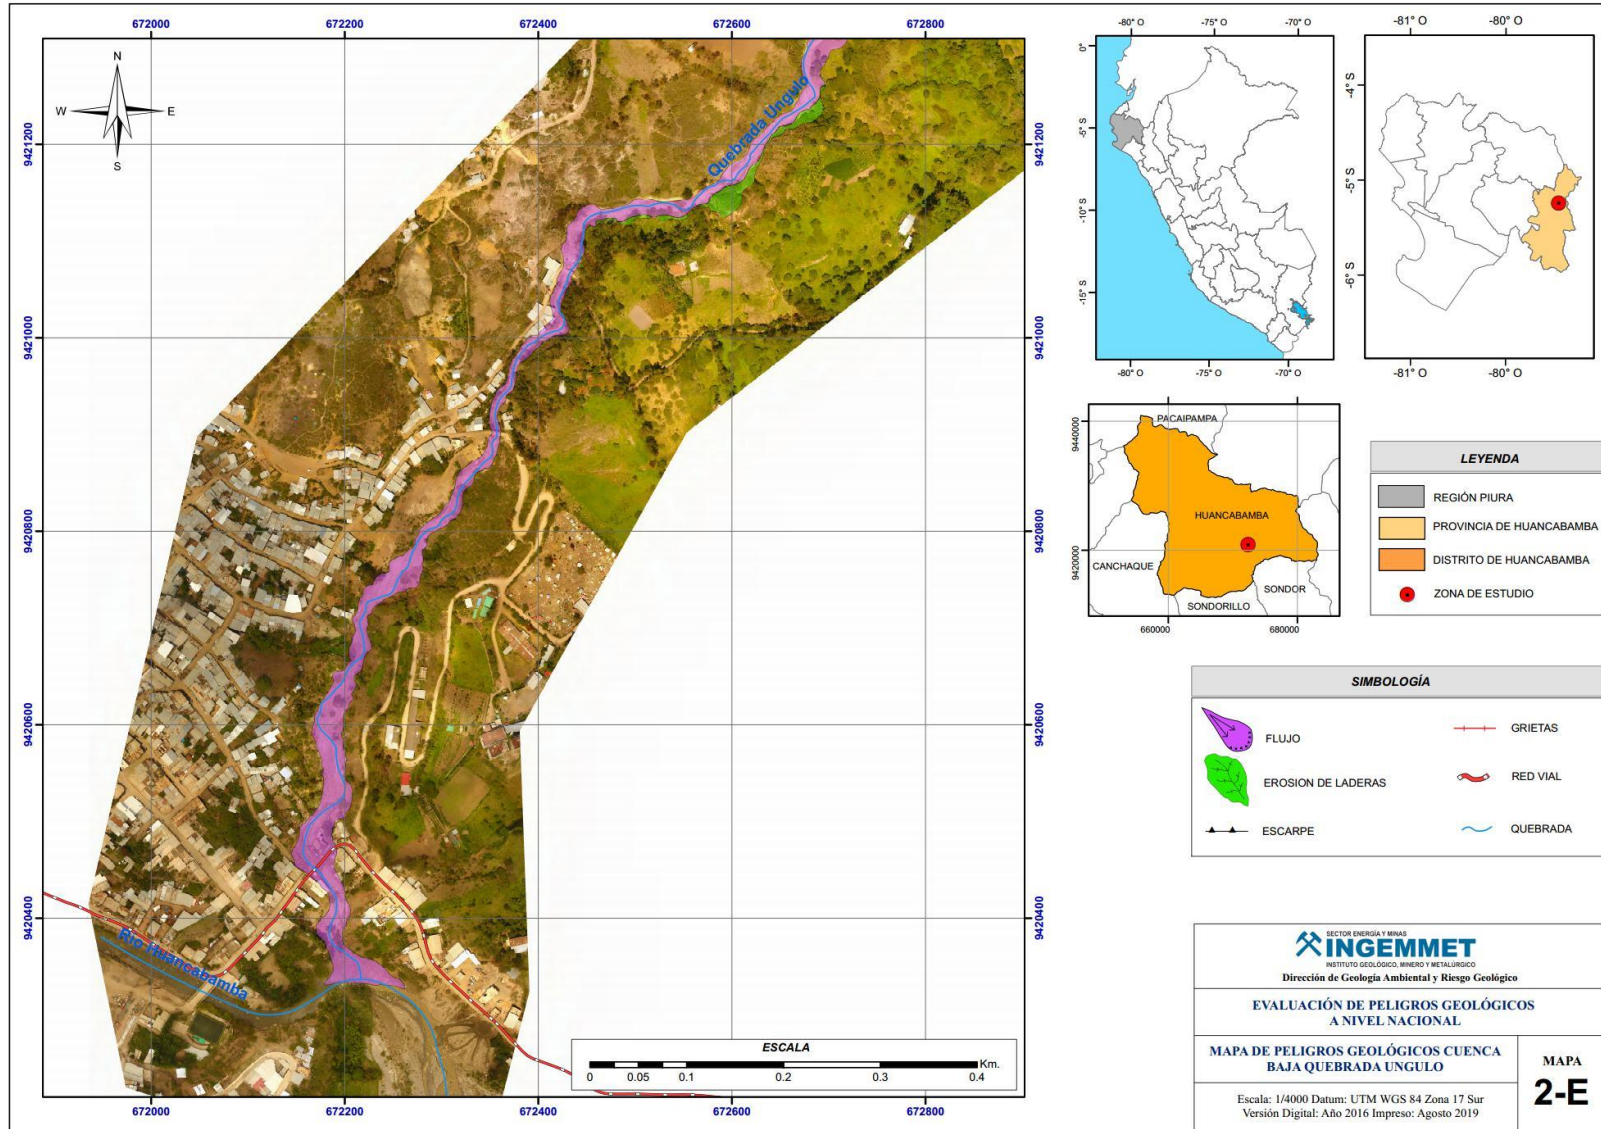 672000 672200 672400 672600 672800
9421200
9421000
9420800
9420600
9420400
N
W E
S
Quebrada Ungulo
Río Huancabamba
9421200
9421000
9420800
9420600
9420400
ESCALA
0 0.05 0.1 0.2 0.3 0.4 Km.
672000 672200 672400 672600 672800
-80° O -75° O -70° O
0°
-5° S
-10° S
-15° S
-80° O -75° O -70° O
-81° O -80° O
-4° S
-5° S
-6° S
-81° O -80° O
9440000
9420000
PACAIPAMPA
HUANCABAMBA
CANCHAQUE
SONDOR
SONDORILLO
660000 680000
LEYENDA
REGIÓN PIURA
PROVINCIA DE HUANCABAMBA
DISTRITO DE HUANCABAMBA
ZONA DE ESTUDIO
SIMBOLOGÍA
FLUJO
EROSION DE LADERAS
ESCARPE
GRIETAS
RED VIAL
QUEBRADA
SECTOR ENERGÍA Y MINAS
INGEMMET
INSTITUTO GEOLÓGICO, MINERO Y METALÚRGICO
Dirección de Geología Ambiental y Riesgo Geológico
EVALUACIÓN DE PELIGROS GEOLÓGICOS
A NIVEL NACIONAL
MAPA DE PELIGROS GEOLÓGICOS CUENCA
BAJA QUEBRADA UNGULO
Escala: 1/4000 Datum: UTM WGS 84 Zona 17 Sur
Versión Digital: Año 2016 Impreso: Agosto 2019
MAPA
2-E